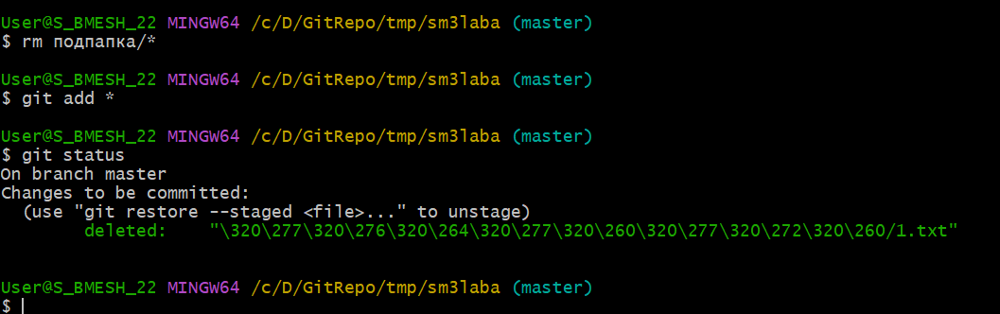 User@S_BMESH_22 MINGW64 /c/D/GitRepo/tmp/sm3laba (master)
$ rm подпапка/*
User@S_BMESH_22 MINGW64 /c/D/GitRepo/tmp/sm3laba (master)
$ git add *
User@S_BMESH_22 MINGW64 /c/D/GitRepo/tmp/sm3laba (master)
$ git status
On branch master
Changes to be committed:
  (use "git restore --staged <file>..." to unstage)
        deleted:    "\320\277\320\276\320\264\320\277\320\260\320\277\320\272\320\260/1.txt"
User@S_BMESH_22 MINGW64 /c/D/GitRepo/tmp/sm3laba (master)
$